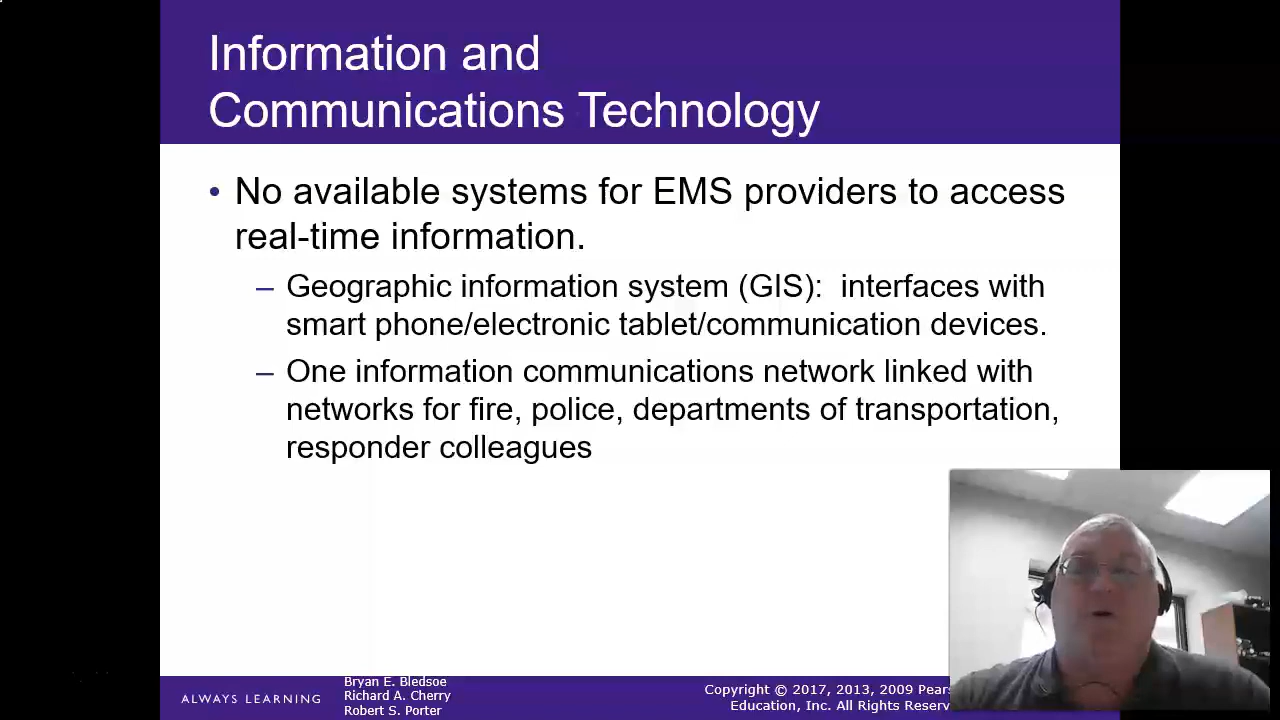 Information and
Communications Technology
• No available systems for EMS providers to access
real-time information.
– Geographic information system (GIS):  interfaces with
smart phone/electronic tablet/communication devices.
– One information communications network linked with
networks for fire, police, departments of transportation,
responder colleagues
ALWAYS LEARNING
Bryan E. Bledsoe
Richard A. Cherry
Robert S. Porter
Copyright © 2017, 2013, 2009
Education, Inc. All Rights